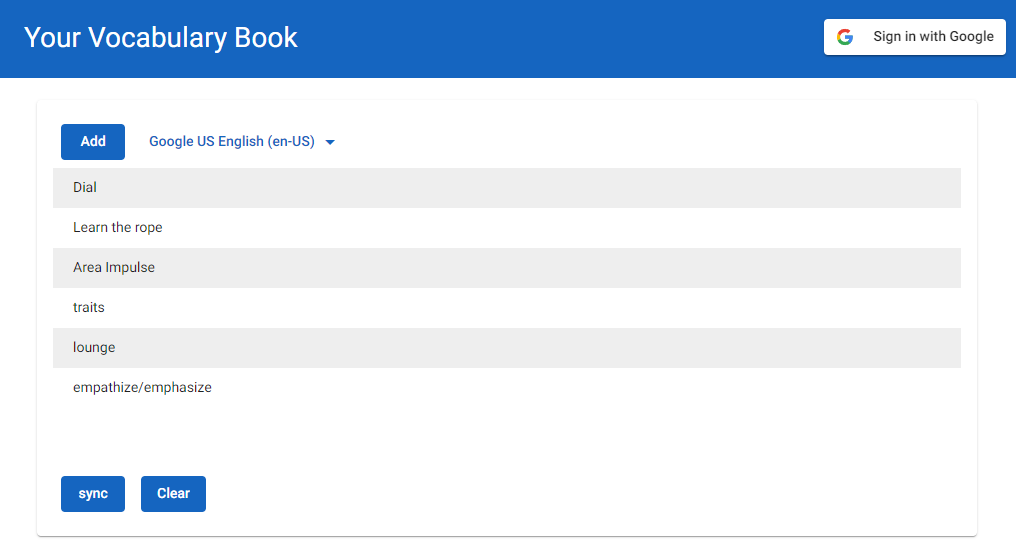 Your Vocabulary Book
Sign in with Google
Add
Google US English (en-US)
Dial
Learn the rope
Area Impulse
traits
lounge
empathize/emphasize
sync
Clear